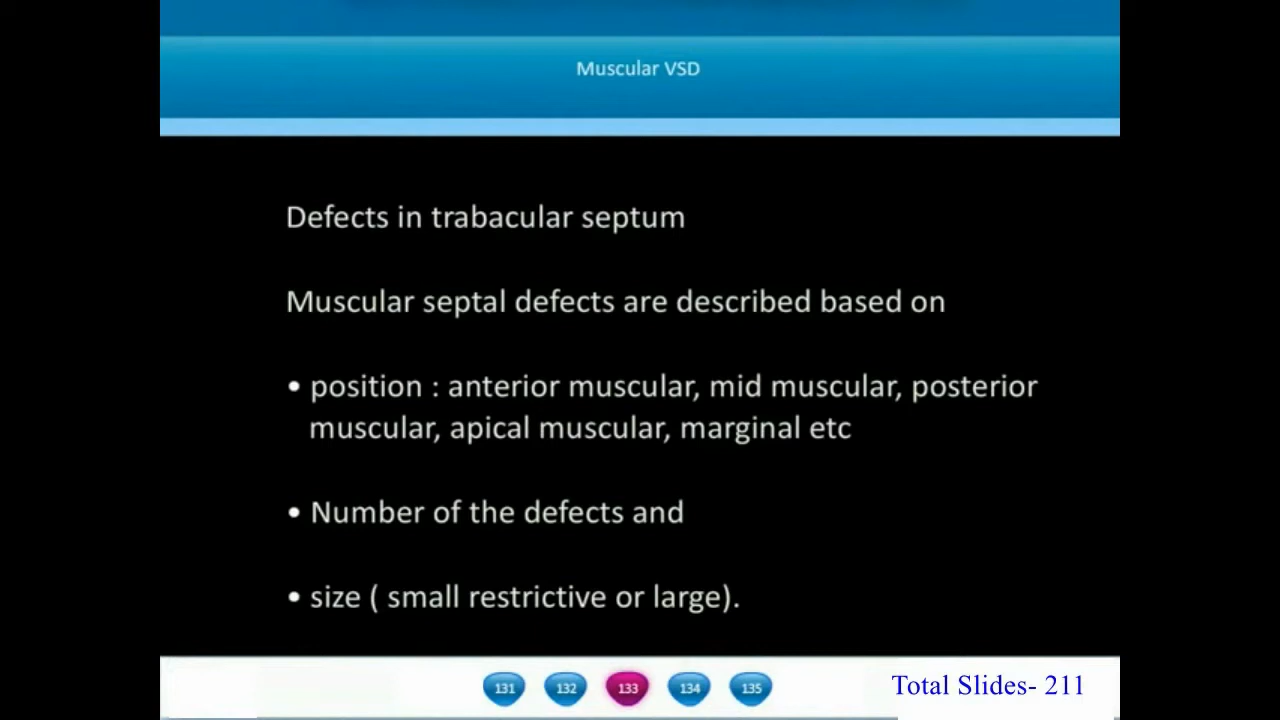 Muscular VSD
Defects in trabacular septum
Muscular septal defects are described based on
• position : anterior muscular, mid muscular, posterior
muscular, apical muscular, marginal etc
• Number of the defects and
• size ( small restrictive or large).
131 132 133 134 135 Total Slides- 211